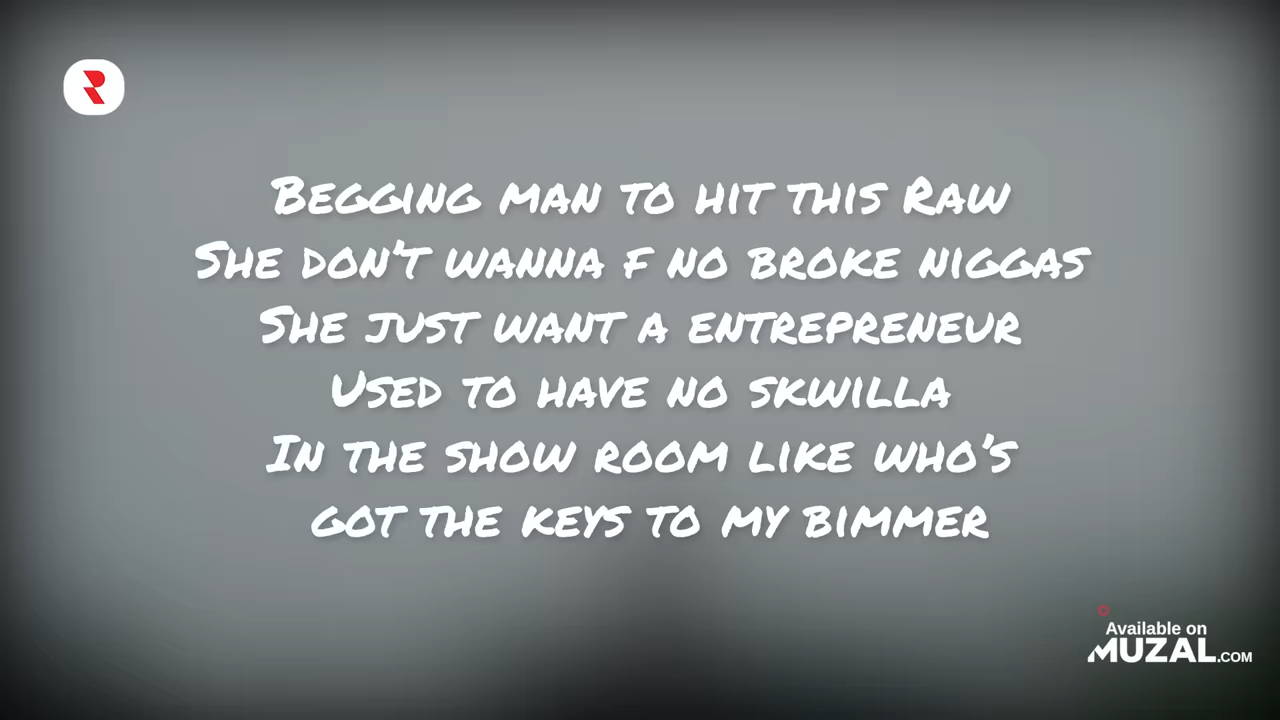 Begging man to hit this Raw
She don't wanna f no broke niggas
She just want a entrepreneur
Used to have no skwilla
In the show room like who's
got the keys to my bimmer
Available on
MUZAL.COM